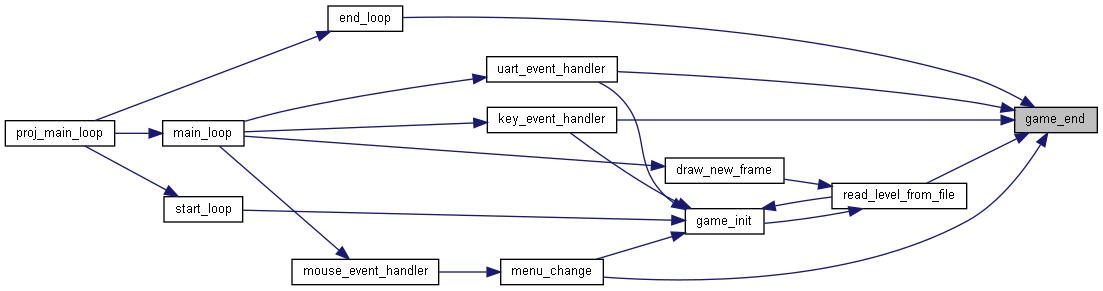 end_loop
uart_event_handler
key_event_handler
game_end
proj_main_loop
main_loop
draw_new_frame
read_level_from_file
start_loop
game_init
mouse_event_handler
menu_change